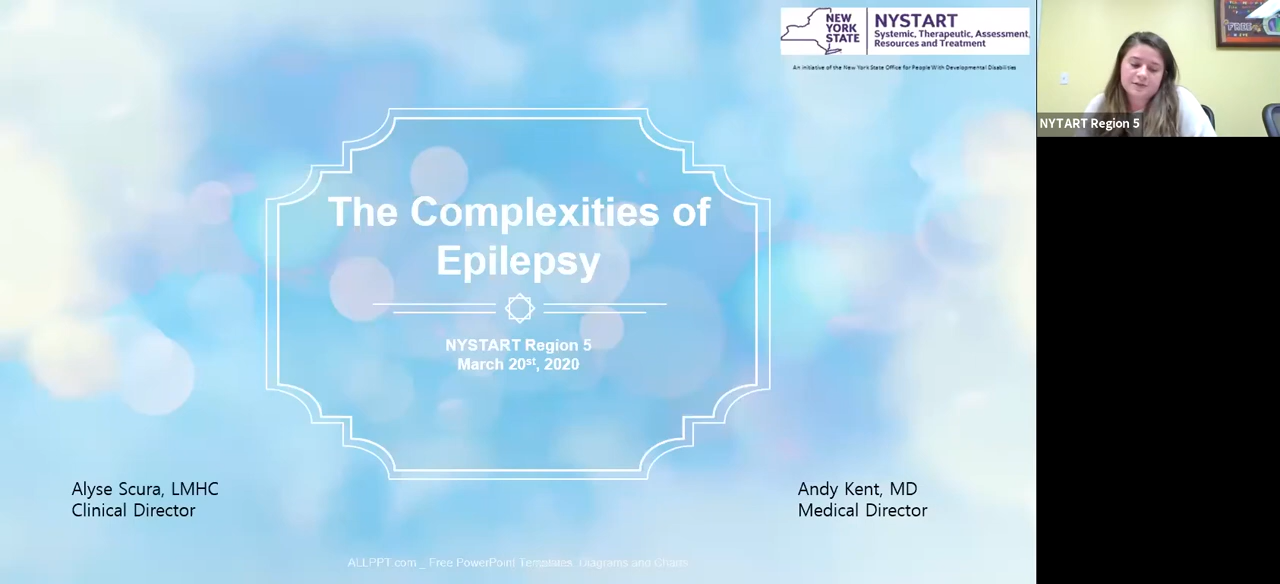 NEW
YORK
STATE
NYSTART
Systemic, Therapeutic, Assessment,
Resources and Treatment
An initiative of the New York State Office for People With Developmental Disabilities
FREE
NYTART Region 5
The Complexities of
Epilepsy
NYSTART Region 5
March 20st, 2020
Alyse Scura, LMHC
Clinical Director
Andy Kent, MD
Medical Director
ALLPPT.com _ Free PowerPoint Templates, Diagrams and Charts